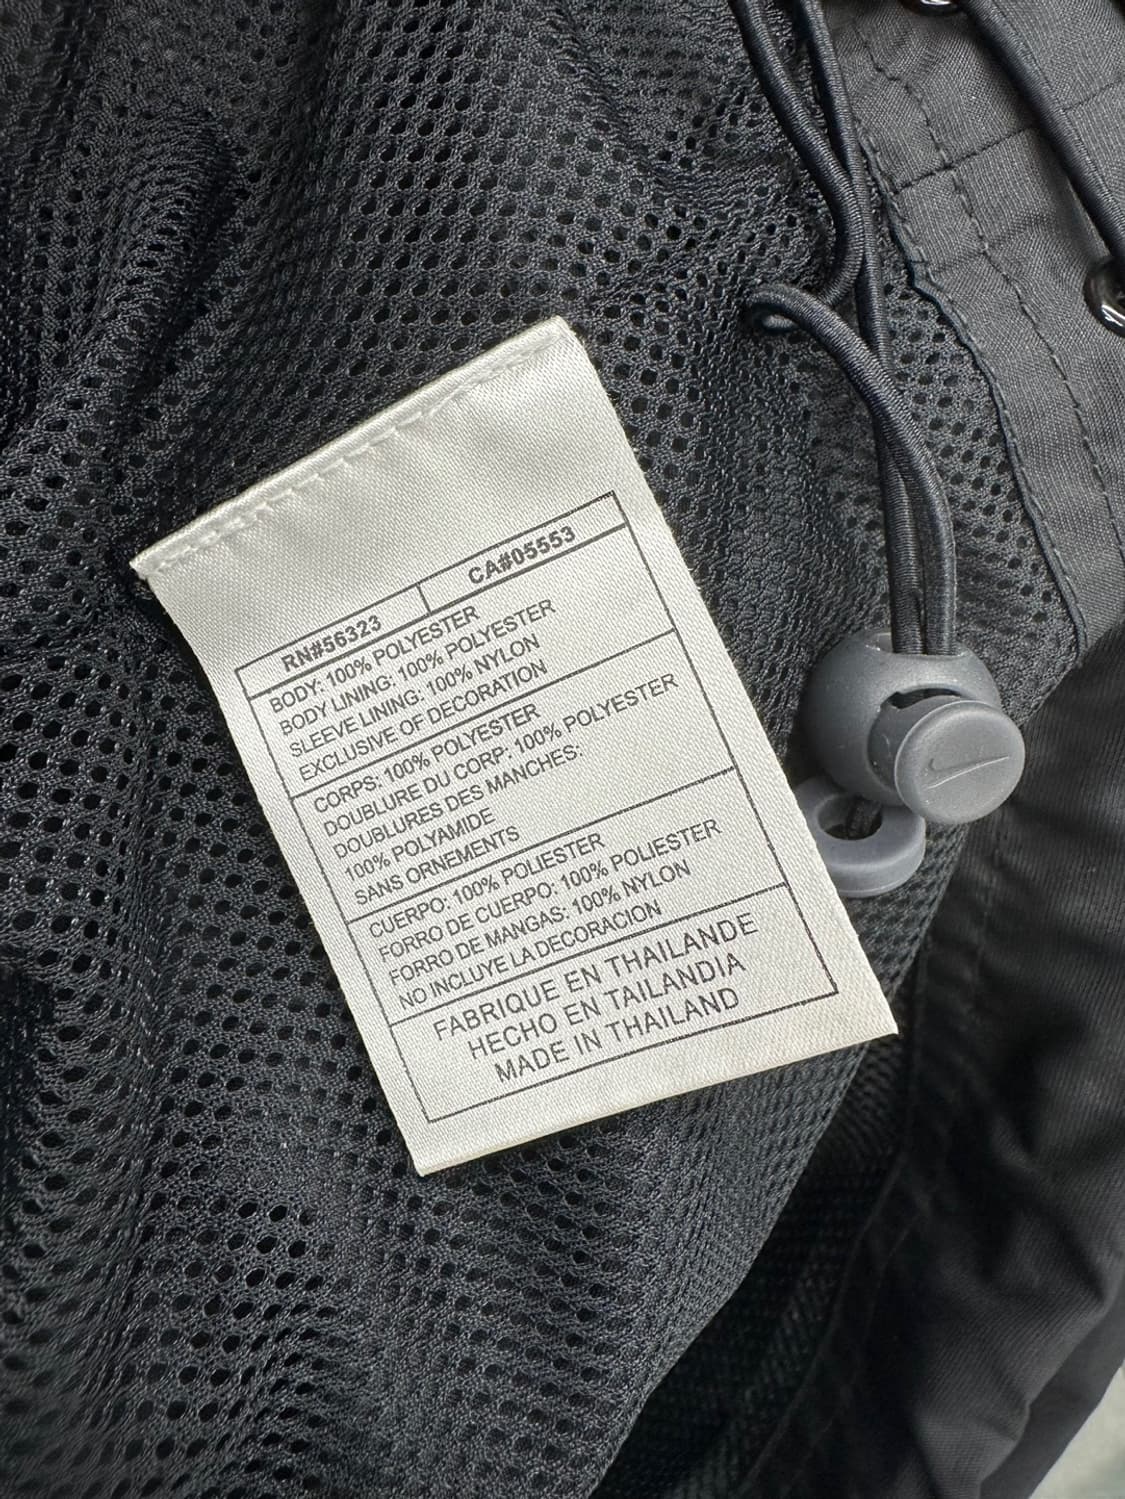 RN#56323 CA#05553
BODY: 100% POLYESTER
BODY LINING: 100% POLYESTER
SLEEVE LINING: 100% NYLON
EXCLUSIVE OF DECORATION
CORPS: 100% POLYESTER
DOUBLURE DU CORP: 100% POLYESTER
DOUBLURES DES MANCHES:
100% POLYAMIDE
SANS ORNEMENTS
CUERPO: 100% POLIESTER
FORRO DE CUERPO: 100% POLIESTER
FORRO DE MANGAS: 100% NYLON
NO INCLUYE LA DECORACION
FABRIQUE EN THAILANDE
HECHO EN TAILANDIA
MADE IN THAILAND